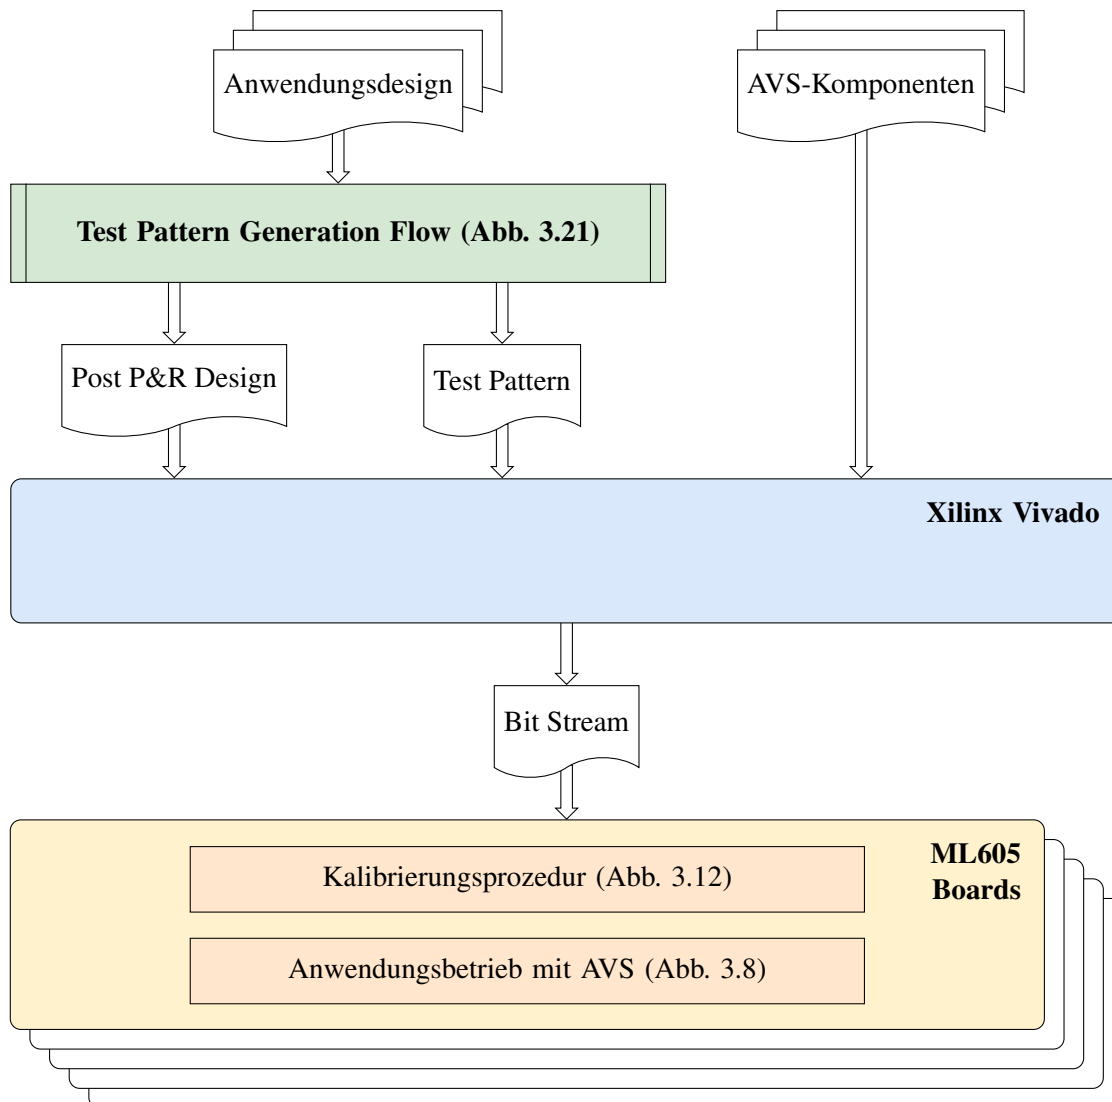 Anwendungsdesign
AVS-Komponenten
Test Pattern Generation Flow (Abb. 3.21)
Post P&R Design
Test Pattern
Xilinx Vivado
Bit Stream
ML605
Boards
Kalibrierungsprozedur (Abb. 3.12)
Anwendungsbetrieb mit AVS (Abb. 3.8)